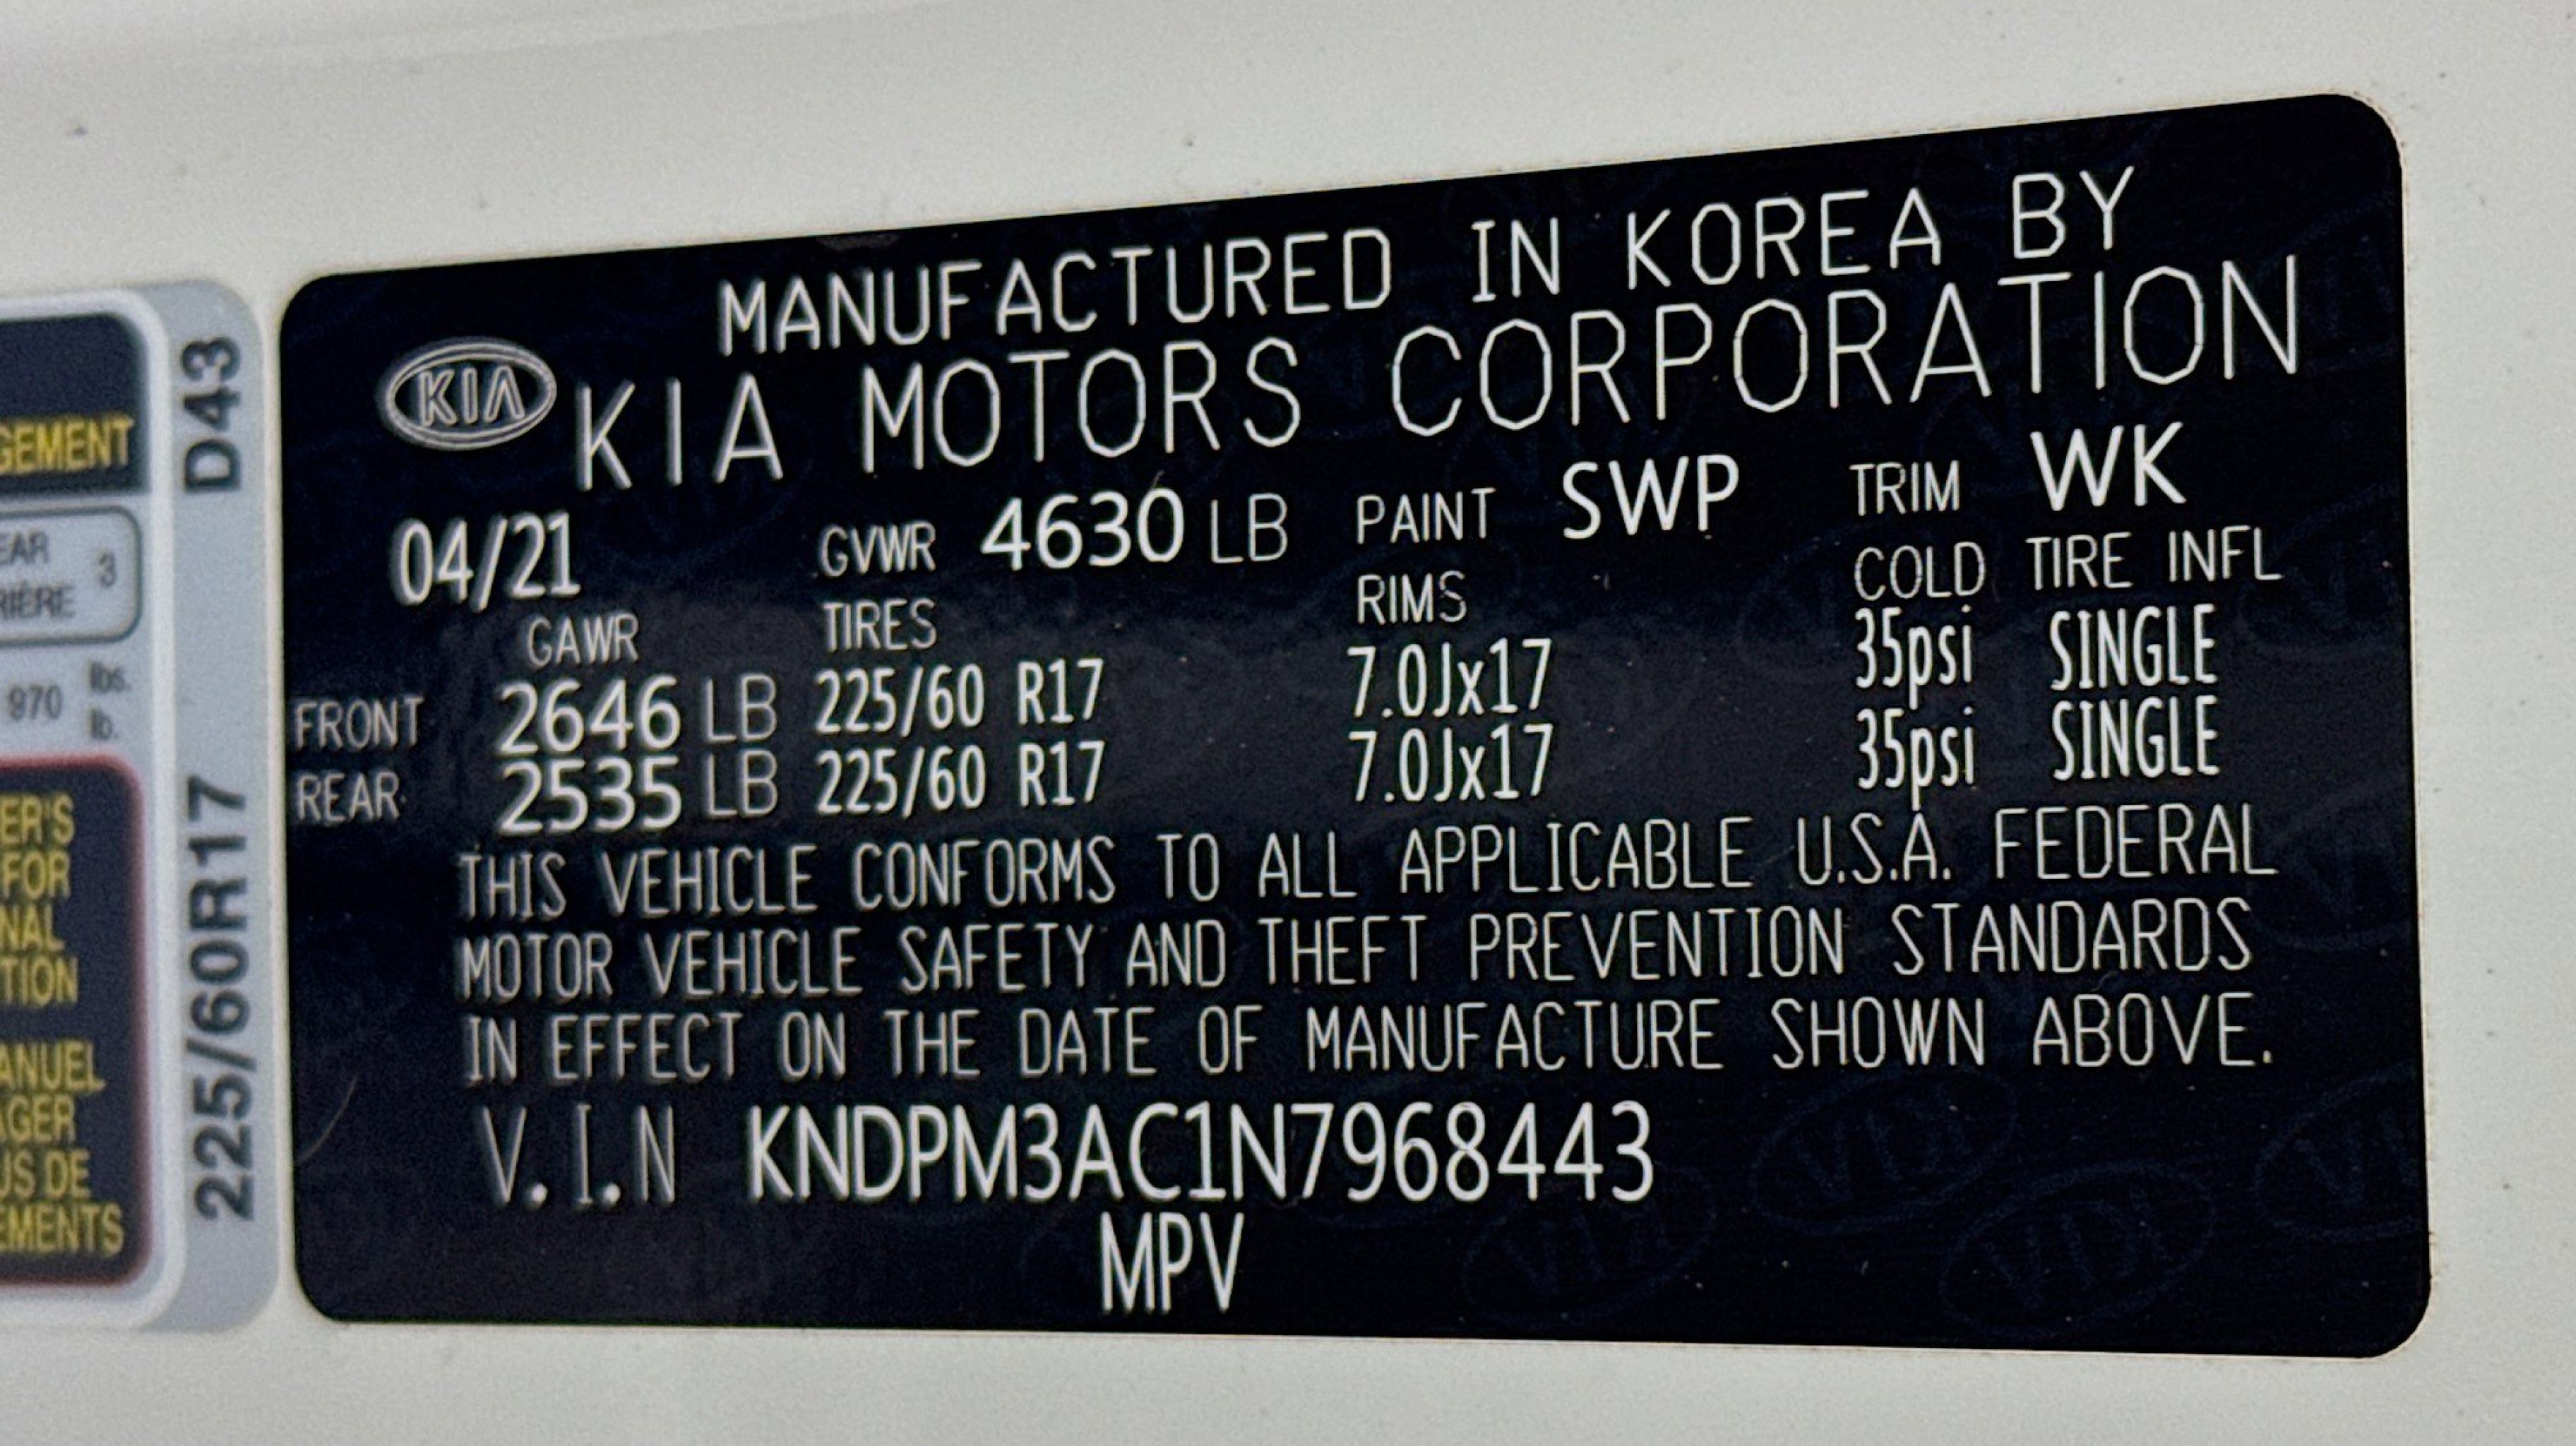 MANUFACTURED IN KOREA BY
KIA KIA MOTORS CORPORATION
04/21 GVWR 4630 LB PAINT SWP TRIM WK
GAWR TIRES RIMS COLD TIRE INFL
FRONT 2646 LB 225/60 R17 7.0Jx17 35psi SINGLE
REAR 2535 LB 225/60 R17 7.0Jx17 35psi SINGLE
THIS VEHICLE CONFORMS TO ALL APPLICABLE U.S.A. FEDERAL
MOTOR VEHICLE SAFETY AND THEFT PREVENTION STANDARDS
IN EFFECT ON THE DATE OF MANUFACTURE SHOWN ABOVE.
V.I.N KNDPM3AC1N7968443
MPV
225/60R17 D43
3
970 lbs.
lb.
FOR